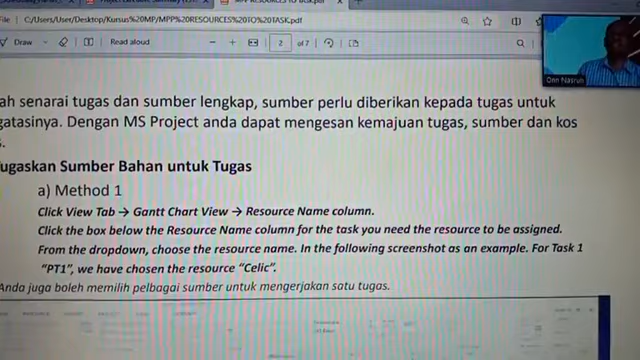 File | C:/Users/User/Desktop/Kursus%20MP/MPP%20RESOURCES%20TO%20TASK.pdf
Draw Read aloud 2 of 7
Onn Nasrun
ah senarai tugas dan sumber lengkap, sumber perlu diberikan kepada tugas untuk
gatasinya. Dengan MS Project anda dapat mengesan kemajuan tugas, sumber dan kos
s.
ugaskan Sumber Bahan untuk Tugas
a) Method 1
Click View Tab → Gantt Chart View → Resource Name column.
Click the box below the Resource Name column for the task you need the resource to be assigned.
From the dropdown, choose the resource name. In the following screenshot as an example. For Task 1
"PT1", we have chosen the resource "Celic".
Anda juga boleh memilih pelbagai sumber untuk mengerjakan satu tugas.